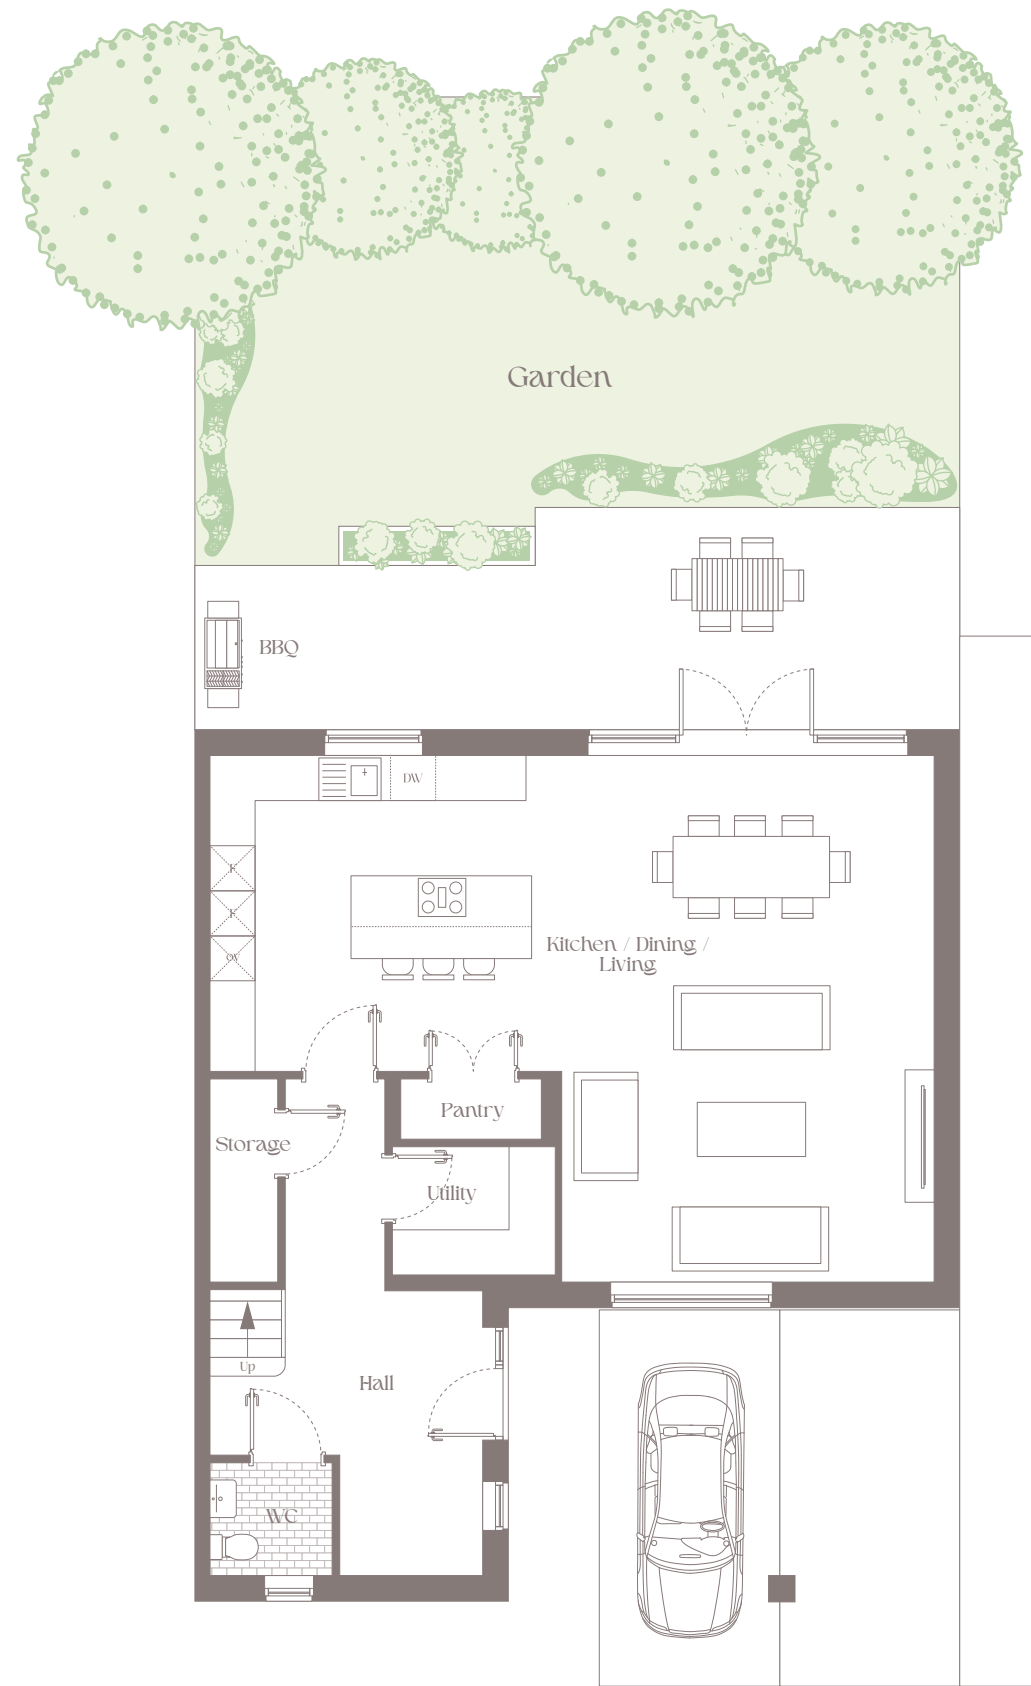 Garden
BBQ
DW
F
F
OV
Kitchen / Dining /
Living
Pantry
Storage
Utility
Up
Hall
WC